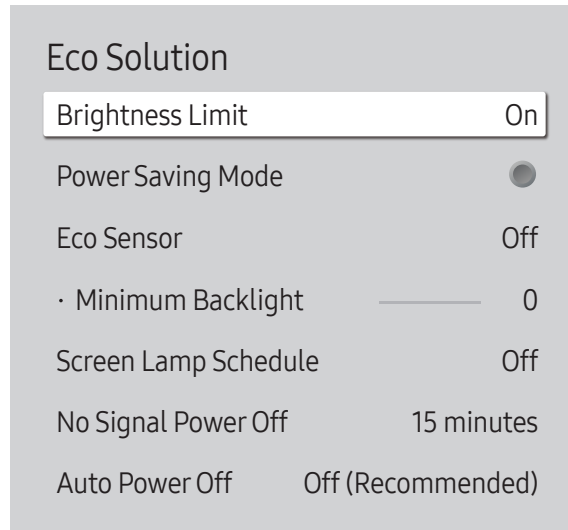 Eco Solution
Brightness Limit On
Power Saving Mode
Eco Sensor Off
· Minimum Backlight 0
Screen Lamp Schedule Off
No Signal Power Off 15 minutes
Auto Power Off Off (Recommended)